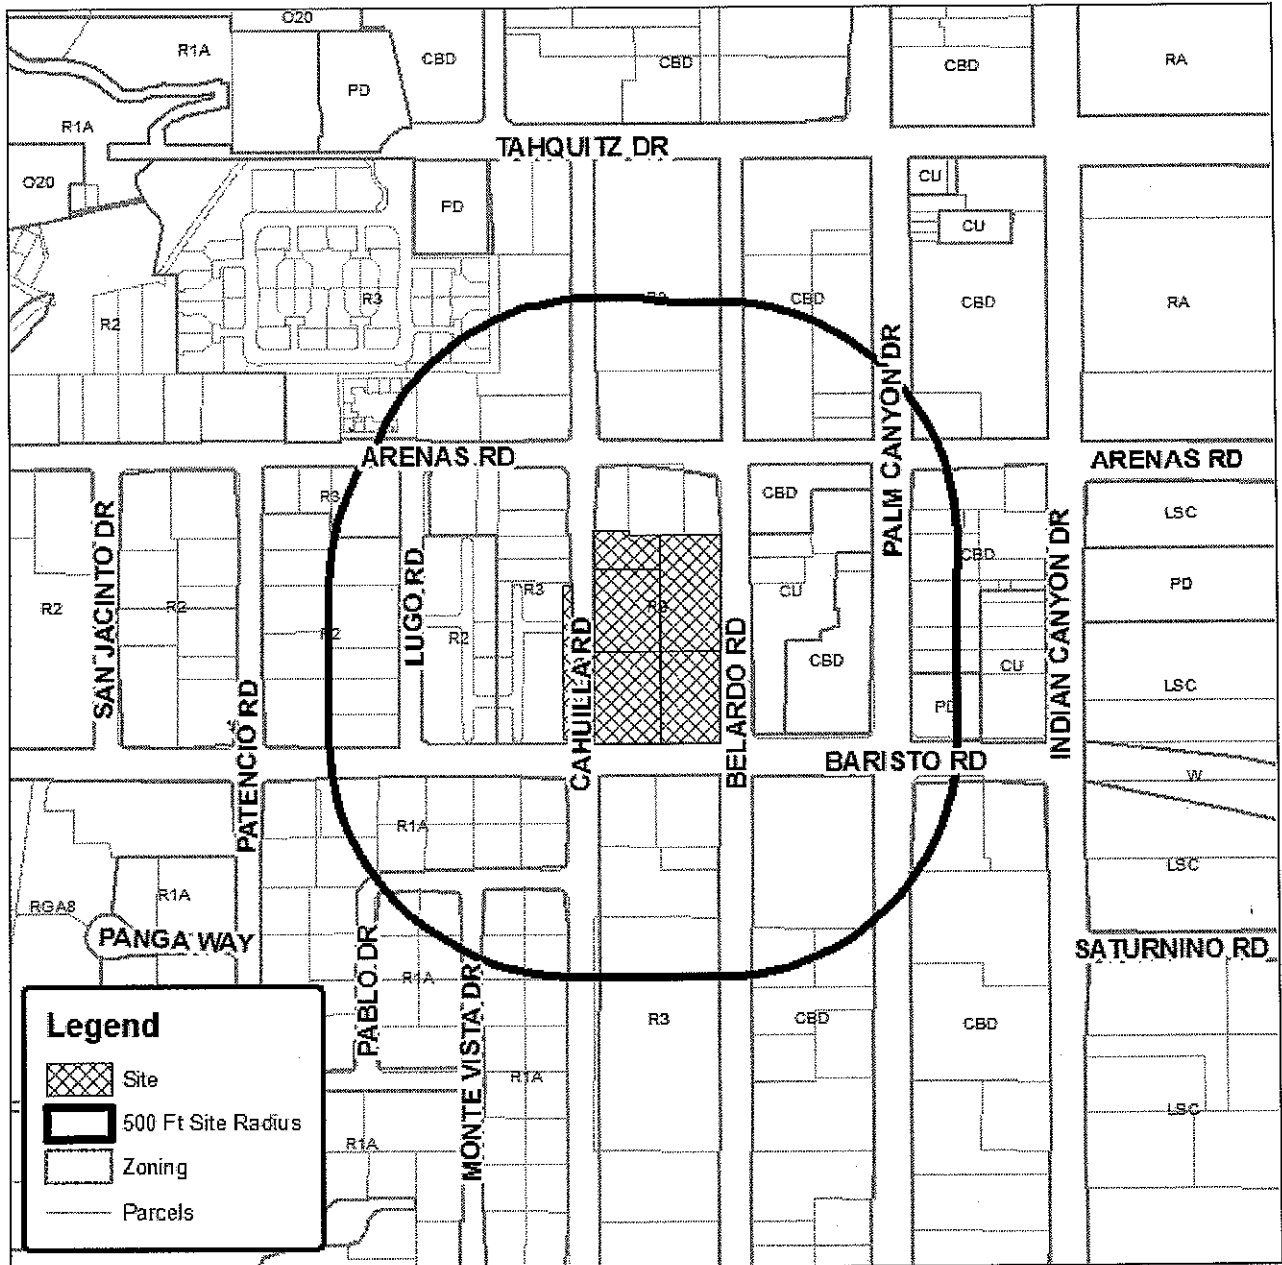 O20
R1A
CBD
CBD
CBD
RA
PD
R1A
TAHQUITZ DR
O20
PD
CU
CU
R3
CBD
CBD
RA
R2
PALM CANYON DR
ARENAS RD
ARENAS RD
R3
CBD
LSC
SAN JACINTO DR
LUGO RD
INDIAN CANYON DR
CBD
R2
R2
R2
R2
R3
CU
PD
CAHUILLA RD
BELARDO RD
CBD
CU
LSC
PATENCIO RD
PD
BARISTO RD
W
R1A
LSC
R1A
RGA8
PANGA WAY
SATURNINO RD
PABLO DR
R1A
MONTE VISTA DR
R3
CBD
CBD
R1A
LSC
R1A
Legend
Site
500 Ft Site Radius
Zoning
Parcels